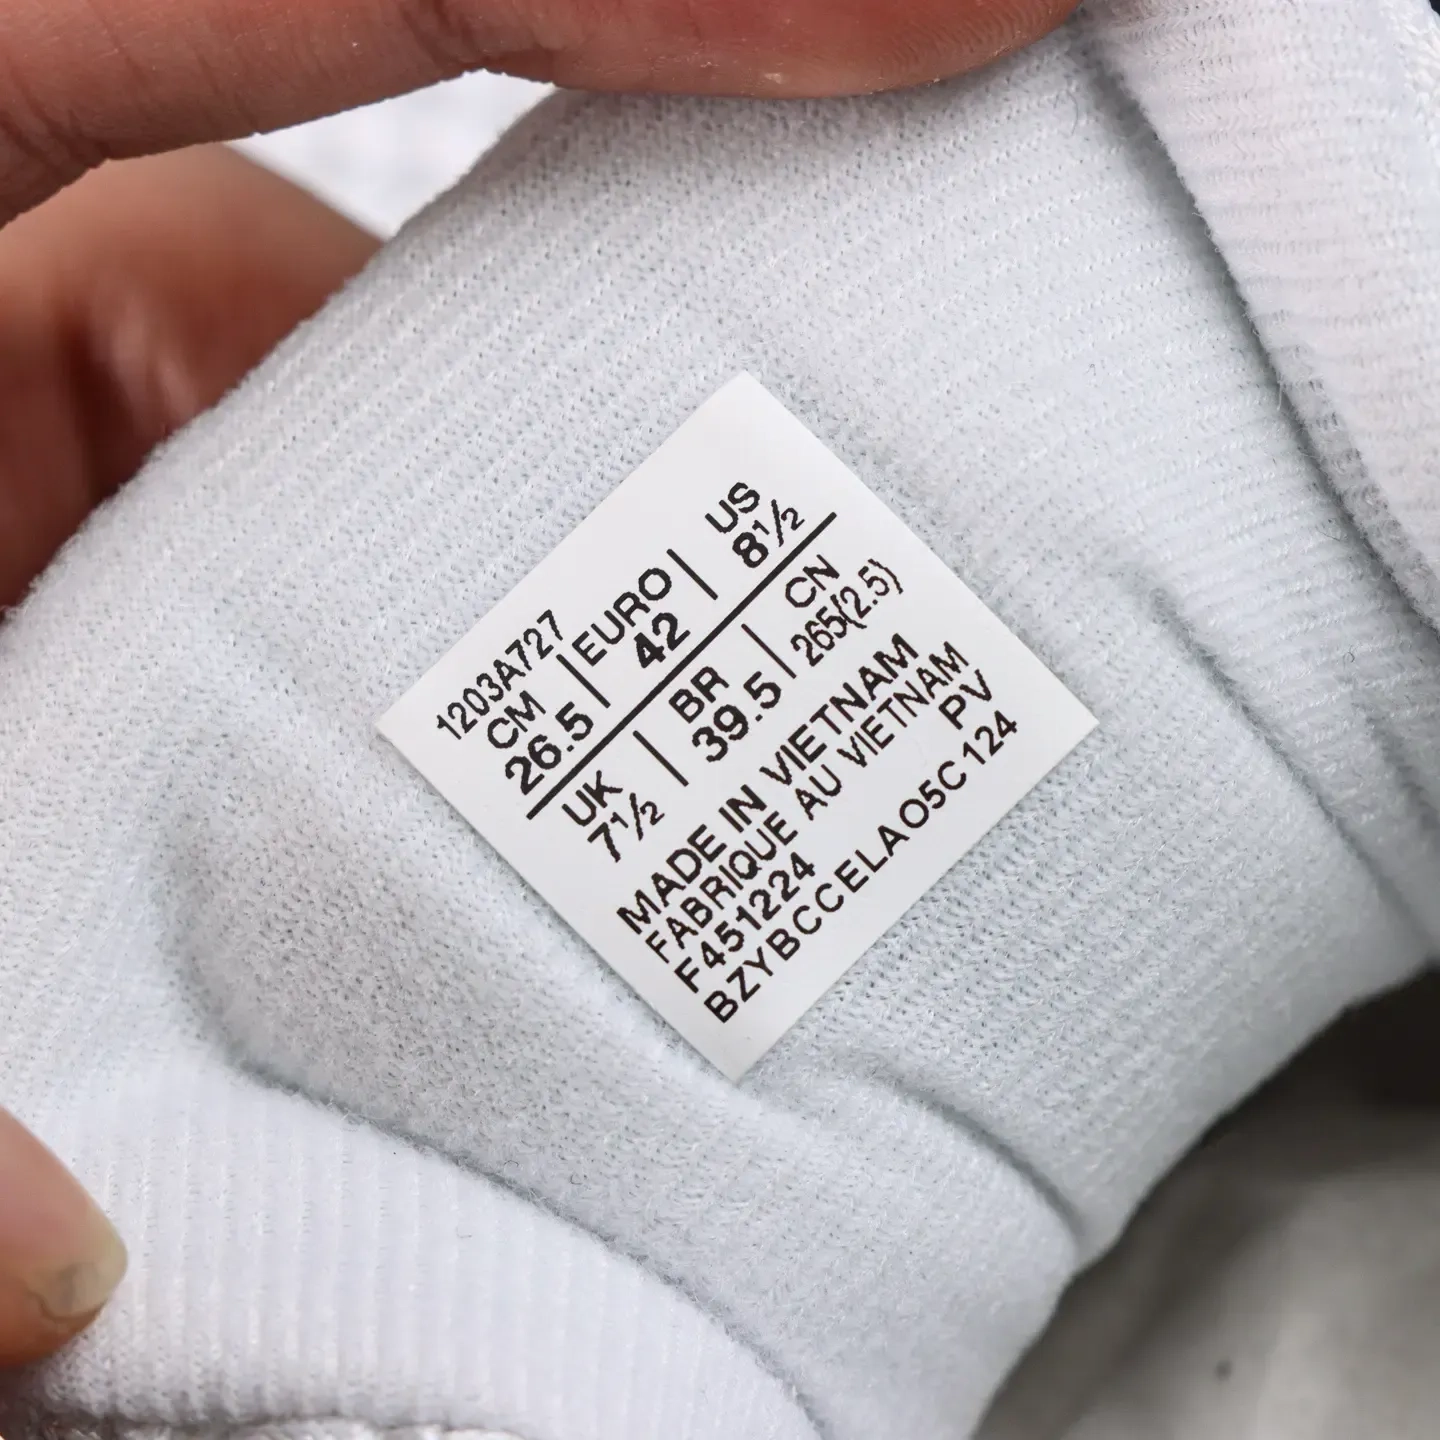 1203A727
CM | EURO | US
26.5 | 42 | 8½
UK | BR | CN
7½ | 39.5 | 265(2.5)
MADE IN VIETNAM
FABRIQUE AU VIETNAM
F451224 PV
BZYBCCELAO5C124